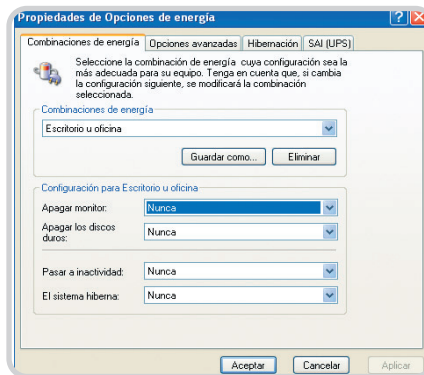 Propiedades de Opciones de energía
Combinaciones de energía
Opciones avanzadas
Hibernación
SAI (UPS)
Seleccione la combinación de energía cuya configuración sea la
más adecuada para su equipo. Tenga en cuenta que, si cambia
la configuración siguiente, se modificará la combinación
seleccionada.
Combinaciones de energía
Escritorio u oficina
Guardar como...
Eliminar
Configuración para Escritorio u oficina
Apagar monitor:
Nunca
Apagar los discos
duros:
Nunca
Pasar a inactividad:
Nunca
El sistema hiberna:
Nunca
Aceptar
Cancelar
Aplicar